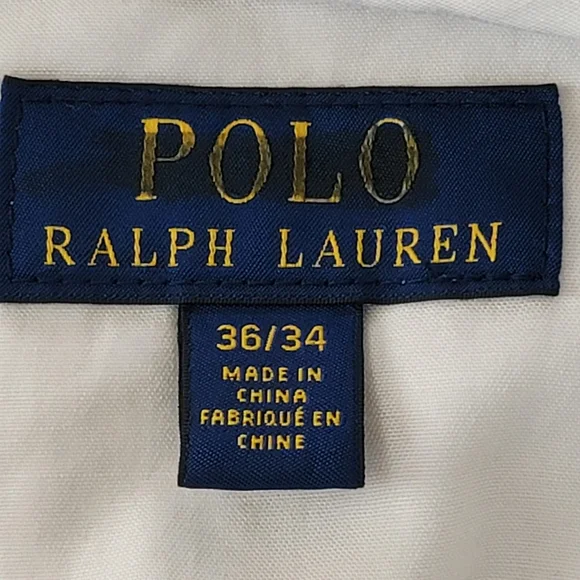 POLO
RALPH LAUREN
36/34
MADE IN
CHINA
FABRIQUÉ EN
CHINE